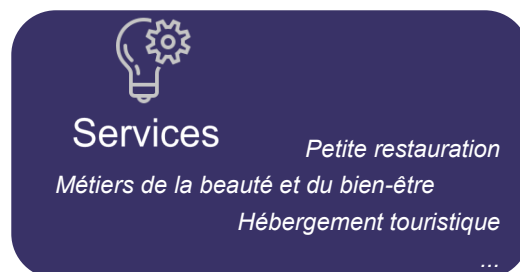 Services
Petite restauration
Métiers de la beauté et du bien-être
Hébergement touristique
...